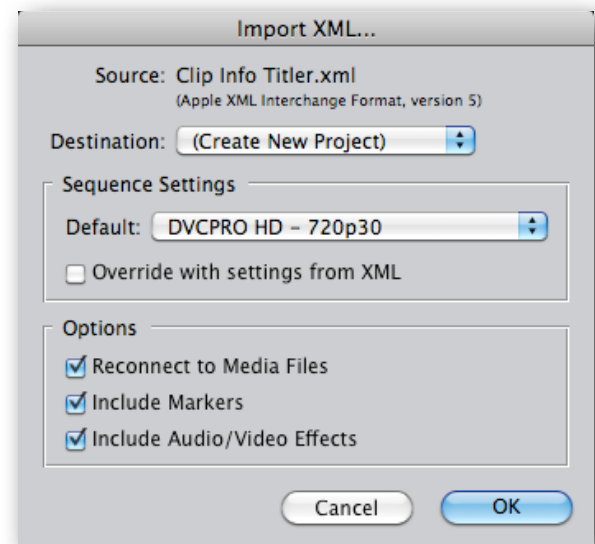 Import XML...
Source: Clip Info Titler.xml
(Apple XML Interchange Format, version 5)
Destination: (Create New Project)
Sequence Settings
Default: DVCPRO HD – 720p30
Override with settings from XML
Options
Reconnect to Media Files
Include Markers
Include Audio/Video Effects
Cancel OK